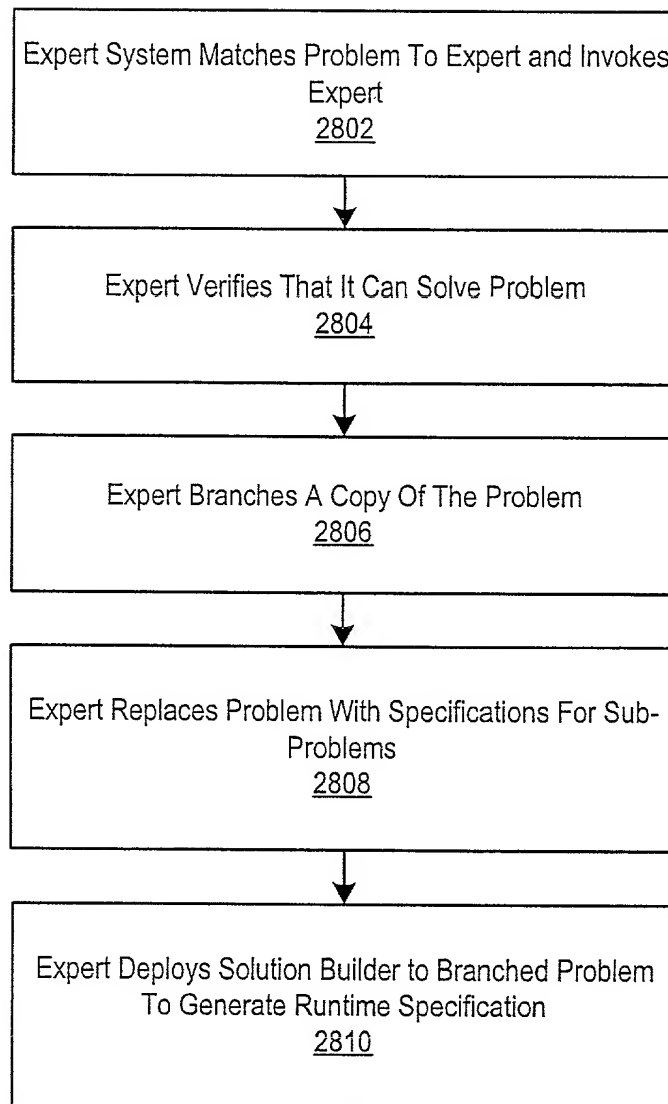 Expert System Matches Problem To Expert and Invokes
Expert
2802
Expert Verifies That It Can Solve Problem
2804
Expert Branches A Copy Of The Problem
2806
Expert Replaces Problem With Specifications For Sub-
Problems
2808
Expert Deploys Solution Builder to Branched Problem
To Generate Runtime Specification
2810